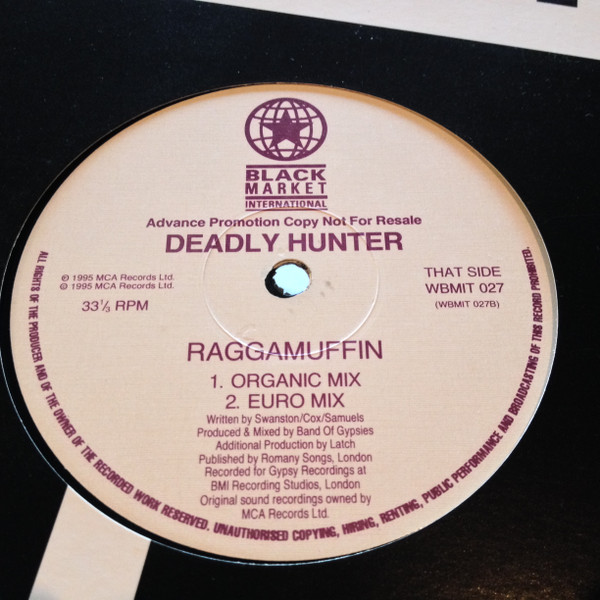 BLACK
MARKET
INTERNATIONAL
Advance Promotion Copy Not For Resale
DEADLY HUNTER
℗ 1995 MCA Records Ltd.
© 1995 MCA Records Ltd.
33⅓ RPM
THAT SIDE
WBMIT 027
(WBMIT 027B)
RAGGAMUFFIN
1. ORGANIC MIX
2. EURO MIX
Written by Swanston/Cox/Samuels
Produced & Mixed by Band Of Gypsies
Additional Production by Latch
Published by Romany Songs, London
Recorded for Gypsy Recordings at
BMI Recording Studios, London
Original sound recordings owned by
MCA Records Ltd.
ALL RIGHTS OF THE PRODUCER AND OF THE OWNER OF THE RECORDED WORK RESERVED. UNAUTHORISED COPYING, HIRING, RENTING, PUBLIC PERFORMANCE AND BROADCASTING OF THIS RECORD PROHIBITED.